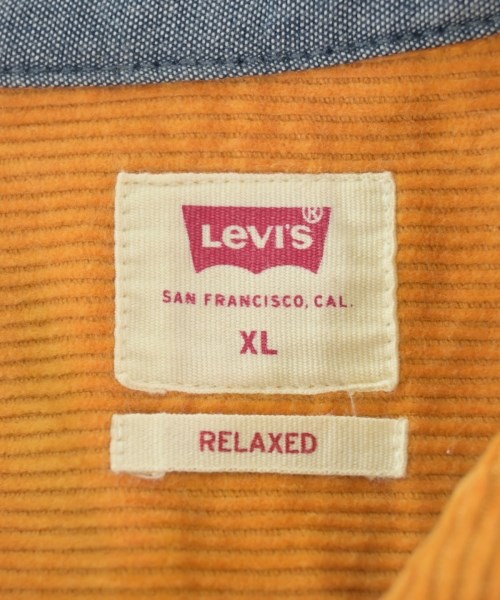 Levi's®
SAN FRANCISCO, CAL.
XL
RELAXED